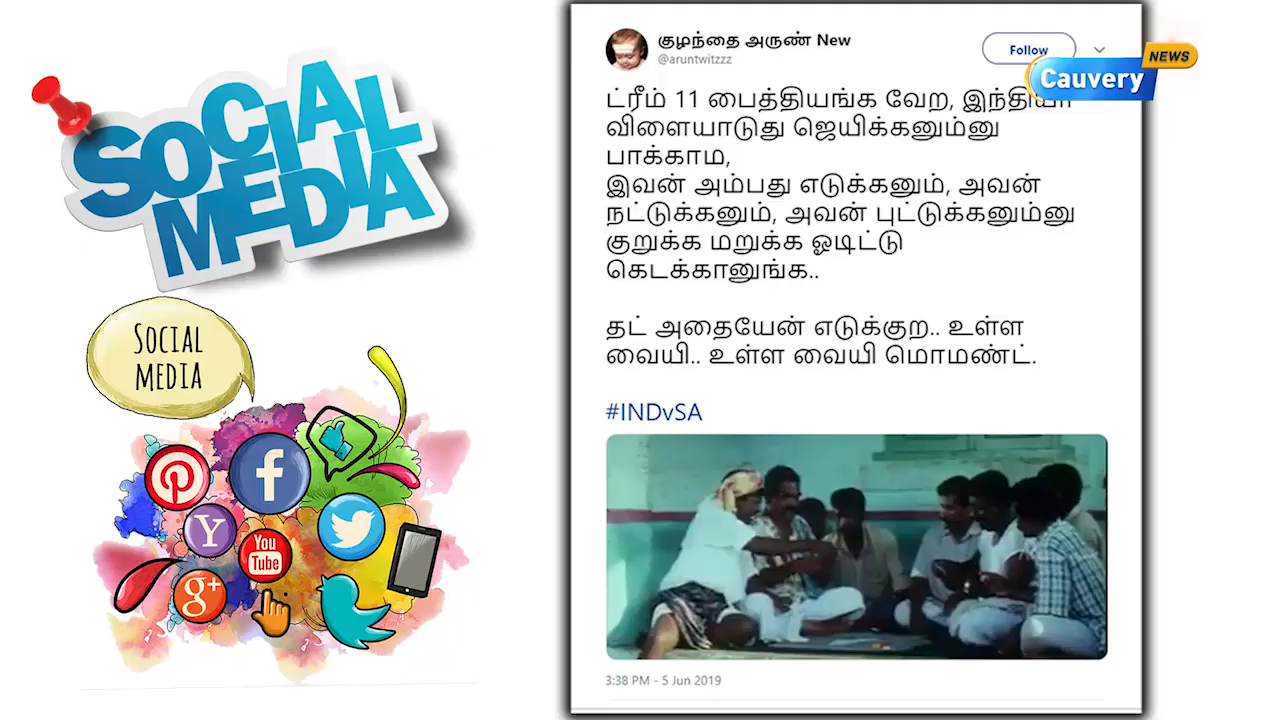 SOCIAL
MEDIA
SOCIAL
MEDIA
You
Tube
குழந்தை அருண் New
@aruntwitzzz
Follow
Cauvery
NEWS
ட்ரீம் 11 பைத்தியங்க வேற, இந்தியா
விளையாடுது ஜெயிக்கனும்னு
பாக்காம,
இவன் அம்பது எடுக்கனும், அவன்
நட்டுக்கனும், அவன் புட்டுக்கனும்னு
குறுக்க மறுக்க ஓடிட்டு
கெடக்கானுங்க..
தட் அதையேன் எடுக்குற.. உள்ள
வையி.. உள்ள வையி மொமண்ட்.
#INDvSA
3:38 PM - 5 Jun 2019